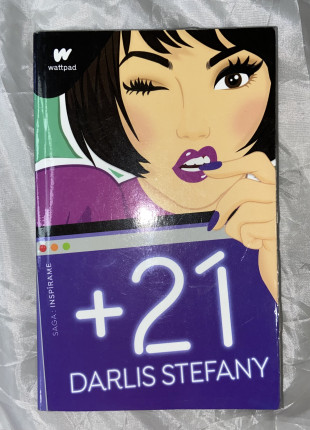 wattpad
SAGA: INSPÍRAME
+21
DARLIS STEFANY